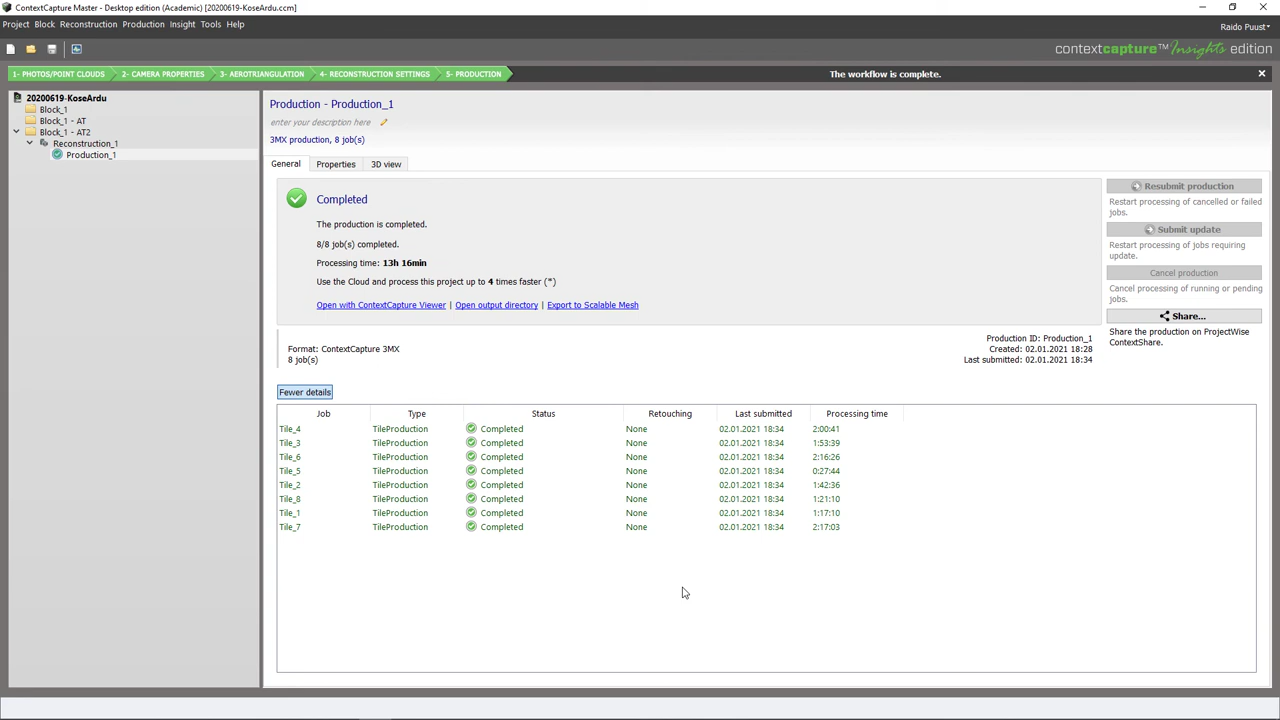 ContextCapture Master - Desktop edition (Academic) [20200619-KoseArdu.ccm]
Project Block Reconstruction Production Insight Tools Help
Raido Puust
contextcapture™ Insights edition
1- PHOTOS/POINT CLOUDS 2- CAMERA PROPERTIES 3- AEROTRIANGULATION 4- RECONSTRUCTION SETTINGS 5- PRODUCTION The workflow is complete.
20200619-KoseArdu
Block_1
Block_1 - AT
Block_1 - AT2
Reconstruction_1
Production_1
Production - Production_1
enter your description here
3MX production, 8 job(s)
General Properties 3D view
Completed
The production is completed.
8/8 job(s) completed.
Processing time: 13h 16min
Use the Cloud and process this project up to 4 times faster (*)
Open with ContextCapture Viewer | Open output directory | Export to Scalable Mesh
Resubmit production
Restart processing of cancelled or failed
jobs.
Submit update
Restart processing of jobs requiring
update.
Cancel production
Cancel processing of running or pending
jobs.
Share...
Share the production on ProjectWise
ContextShare.
Format: ContextCapture 3MX
8 job(s)
Production ID: Production_1
Created: 02.01.2021 18:28
Last submitted: 02.01.2021 18:34
Fewer details
Job Type Status Retouching Last submitted Processing time
Tile_4 TileProduction Completed None 02.01.2021 18:34 2:00:41
Tile_3 TileProduction Completed None 02.01.2021 18:34 1:53:39
Tile_6 TileProduction Completed None 02.01.2021 18:34 2:16:26
Tile_5 TileProduction Completed None 02.01.2021 18:34 0:27:44
Tile_2 TileProduction Completed None 02.01.2021 18:34 1:42:36
Tile_8 TileProduction Completed None 02.01.2021 18:34 1:21:10
Tile_1 TileProduction Completed None 02.01.2021 18:34 1:17:10
Tile_7 TileProduction Completed None 02.01.2021 18:34 2:17:03